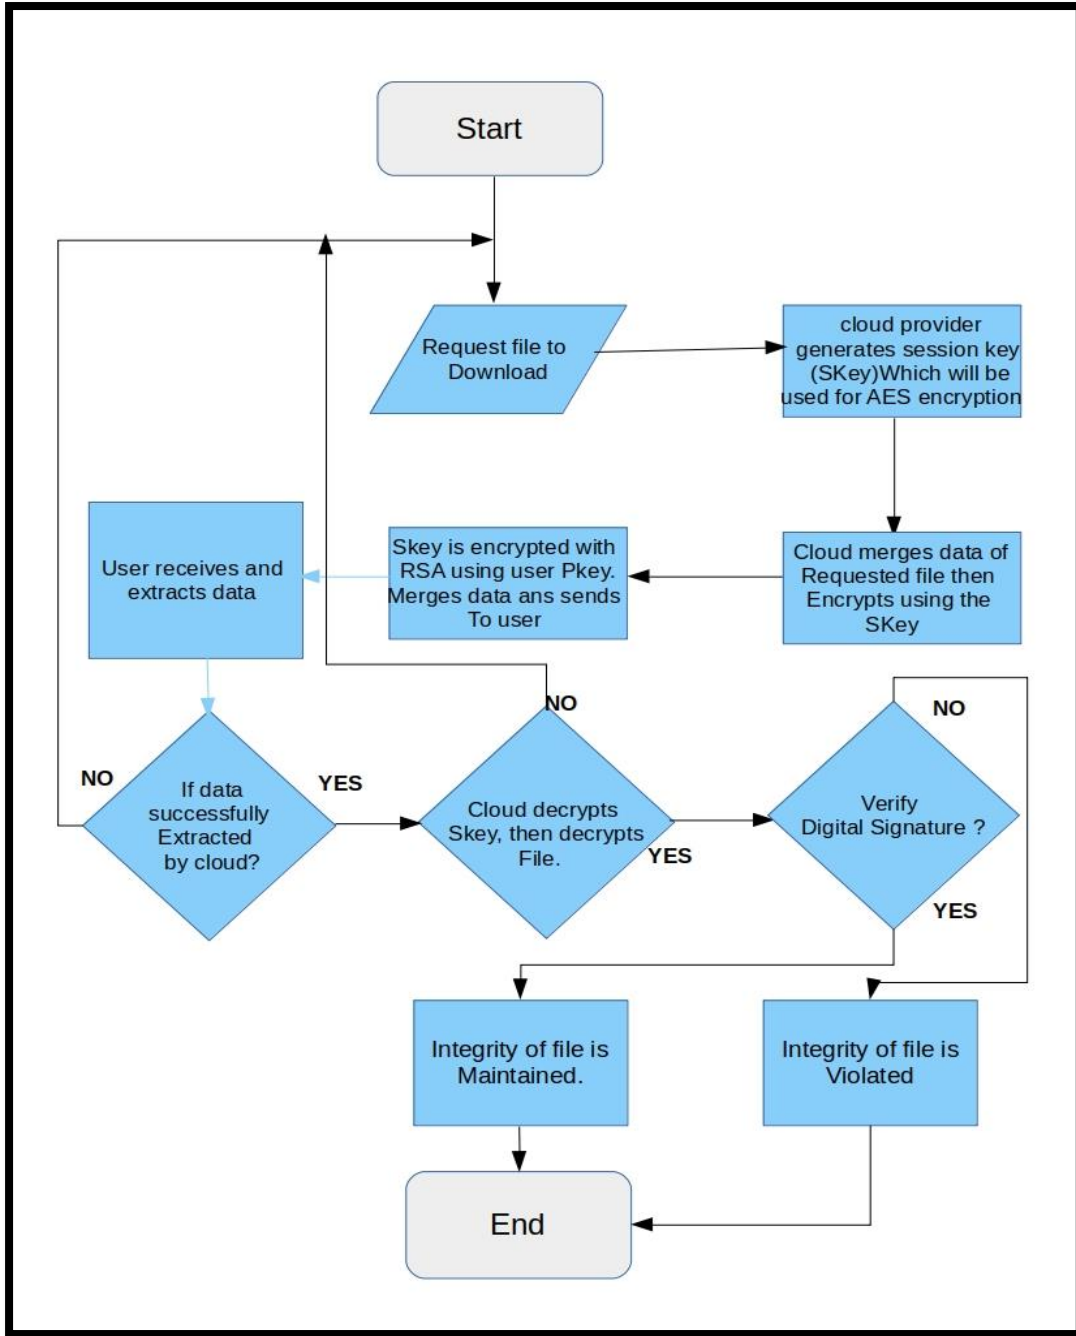 Start
Request file to
Download
cloud provider
generates session key
(SKey)Which will be
used for AES encryption
Cloud merges data of
Requested file then
Encrypts using the
SKey
Skey is encrypted with
RSA using user Pkey.
Merges data ans sends
To user
User receives and
extracts data
NO
If data
successfully
Extracted
by cloud?
YES
NO
Cloud decrypts
Skey, then decrypts
File.
YES
NO
Verify
Digital Signature ?
YES
Integrity of file is
Maintained.
Integrity of file is
Violated
End